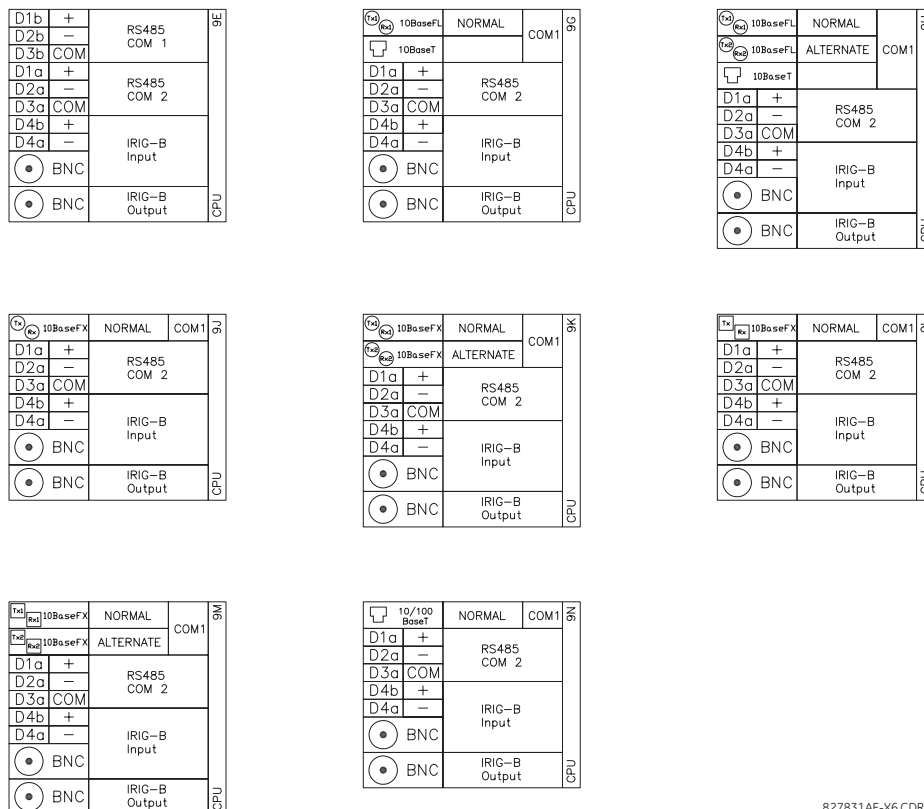 D1b + RS485 COM 1 9E
D2b −
D3b COM
D1a + RS485 COM 2
D2a −
D3a COM
D4b + IRIG−B Input
D4a −
BNC
BNC IRIG−B Output CPU
Tx1 Rx1 10BaseFL NORMAL COM1 9G
10BaseT
D1a + RS485 COM 2
D2a −
D3a COM
D4b + IRIG−B Input
D4a −
BNC
BNC IRIG−B Output CPU
Tx1 Rx1 10BaseFL NORMAL COM1
Tx2 Rx2 10BaseFL ALTERNATE
10BaseT
D1a + RS485 COM 2
D2a −
D3a COM
D4b + IRIG−B Input
D4a −
BNC
BNC IRIG−B Output CPU
Tx Rx 10BaseFX NORMAL COM1 9J
D1a + RS485 COM 2
D2a −
D3a COM
D4b + IRIG−B Input
D4a −
BNC
BNC IRIG−B Output CPU
Tx1 Rx1 10BaseFX NORMAL COM1 9K
Tx2 Rx2 10BaseFX ALTERNATE
D1a + RS485 COM 2
D2a −
D3a COM
D4b + IRIG−B Input
D4a −
BNC
BNC IRIG−B Output CPU
Tx Rx 10BaseFX NORMAL COM1
D1a + RS485 COM 2
D2a −
D3a COM
D4b + IRIG−B Input
D4a −
BNC
BNC IRIG−B Output CPU
Tx1 Rx1 10BaseFX NORMAL COM1 9M
Tx2 Rx2 10BaseFX ALTERNATE
D1a + RS485 COM 2
D2a −
D3a COM
D4b + IRIG−B Input
D4a −
BNC
BNC IRIG−B Output CPU
10/100 BaseT NORMAL COM1 9N
D1a + RS485 COM 2
D2a −
D3a COM
D4b + IRIG−B Input
D4a −
BNC
BNC IRIG−B Output CPU
827831AF-X6.CDR